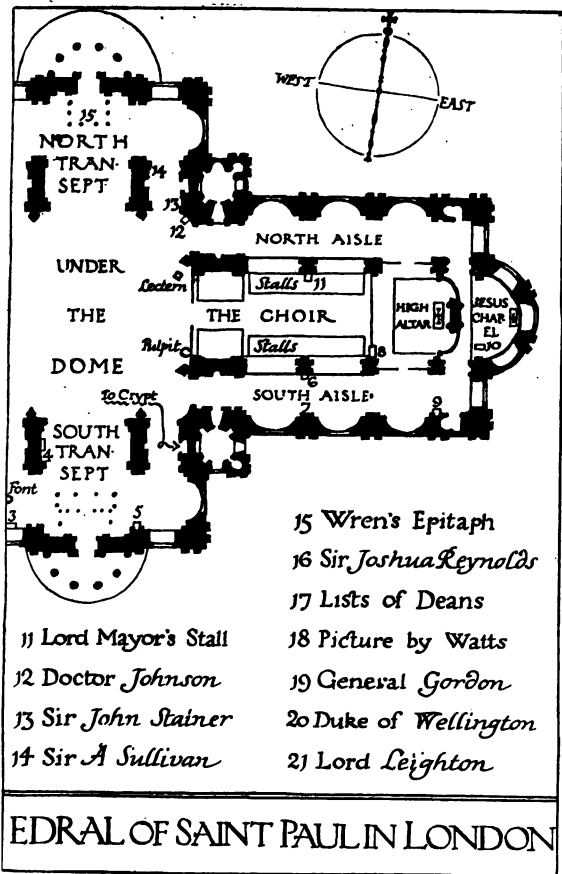 WEST
EAST
15
NORTH
TRAN-
SEPT
14
13
12
NORTH AISLE
UNDER
THE
DOME
Lectern
Stalls
11
THE CHOIR
HIGH
ALTAR
JESUS
CHAP
EL
10
Pulpit
Stalls
8
6
SOUTH AISLE
7
9
To Crypt
SOUTH
TRAN-
SEPT
4
Font
3
5
15 Wren's Epitaph
16 Sir Joshua Reynolds
17 Lists of Deans
18 Picture by Watts
19 General Gordon
20 Duke of Wellington
21 Lord Leighton
11 Lord Mayor's Stall
12 Doctor Johnson
13 Sir John Stainer
14 Sir A Sullivan
EDRAL OF SAINT PAUL IN LONDON